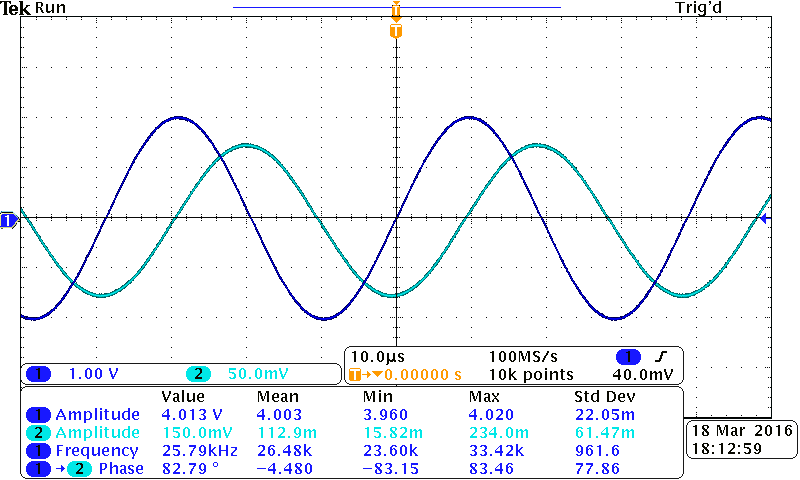 Tek Run Trig'd
T
T
1
1 1.00 V 2 50.0mV
10.0µs 100MS/s 1
T→▼0.00000 s 10k points 40.0mV
Value Mean Min Max Std Dev
1 Amplitude 4.013 V 4.003 3.960 4.020 22.05m
2 Amplitude 150.0mV 112.9m 15.82m 234.0m 61.47m
1 Frequency 25.79kHz 26.48k 23.60k 33.42k 961.6
1 → 2 Phase 82.79 ° −4.480 −83.15 83.46 77.86
18 Mar 2016
18:12:59